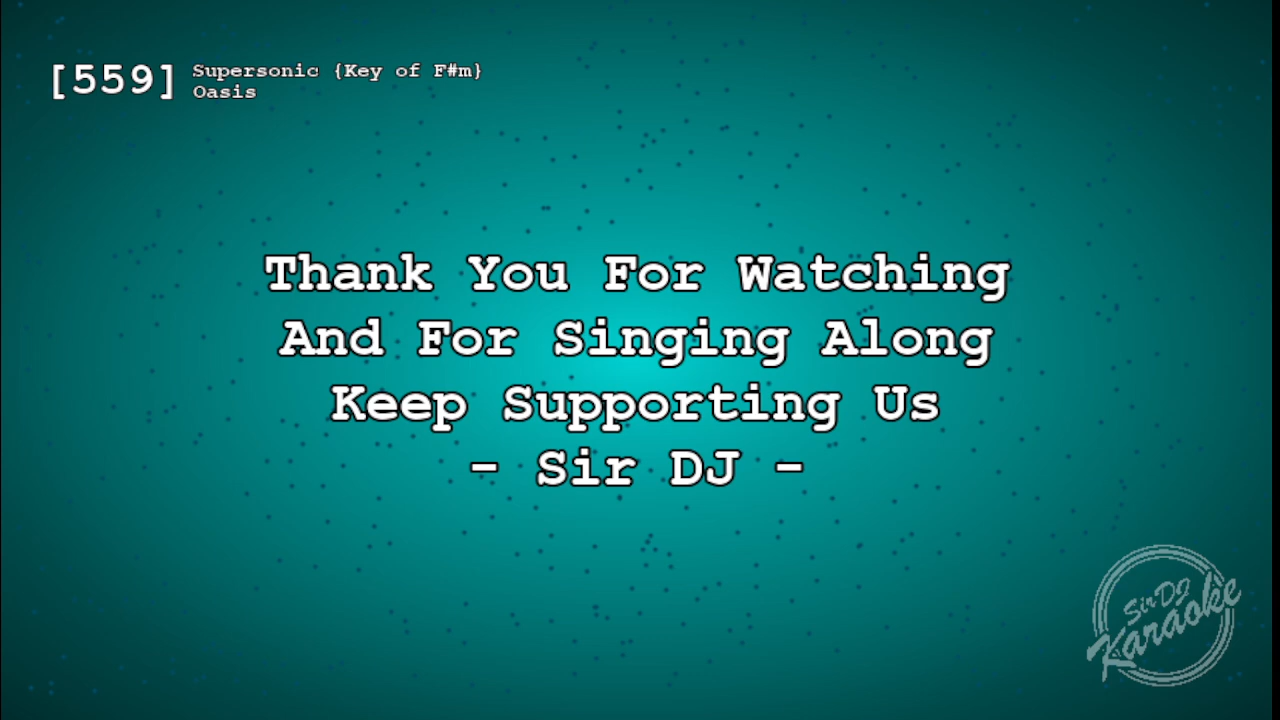 [559] Supersonic {Key of F#m}
Oasis
Thank You For Watching
And For Singing Along
Keep Supporting Us
- Sir DJ -
Sir DJ
Karaoke